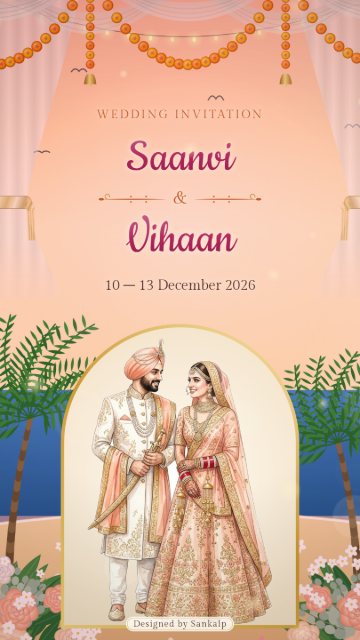 WEDDING INVITATION
Saanvi
&
Vihaan
10 — 13 December 2026
Designed by Sankalp